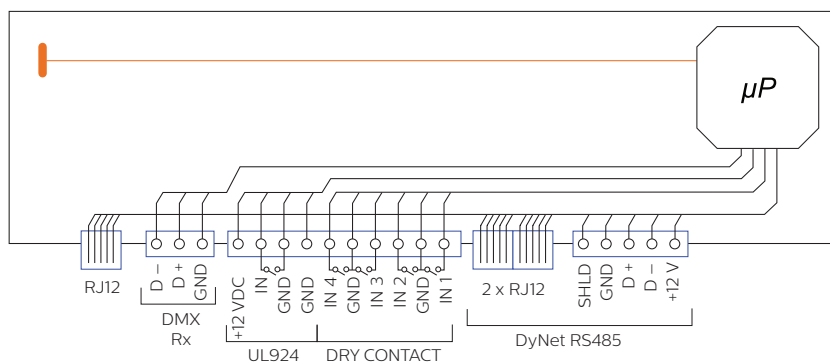 µP
RJ12
D –
D +
GND
DMX
Rx
+12 VDC
IN
GND
GND
UL924
IN 4
GND
IN 3
IN 2
GND
IN 1
DRY CONTACT
2 x RJ12
SHLD
GND
D +
D –
+12 V
DyNet RS485